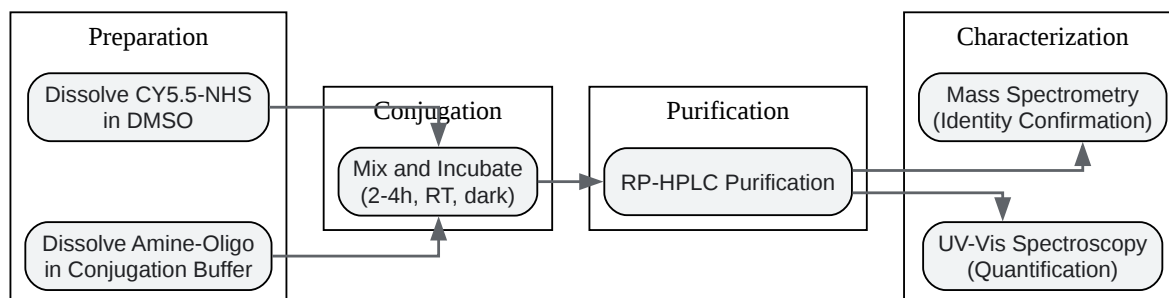 Preparation
Dissolve CY5.5-NHS
in DMSO
Dissolve Amine-Oligo
in Conjugation Buffer
Conjugation
Mix and Incubate
(2-4h, RT, dark)
Purification
RP-HPLC Purification
Characterization
Mass Spectrometry
(Identity Confirmation)
UV-Vis Spectroscopy
(Quantification)